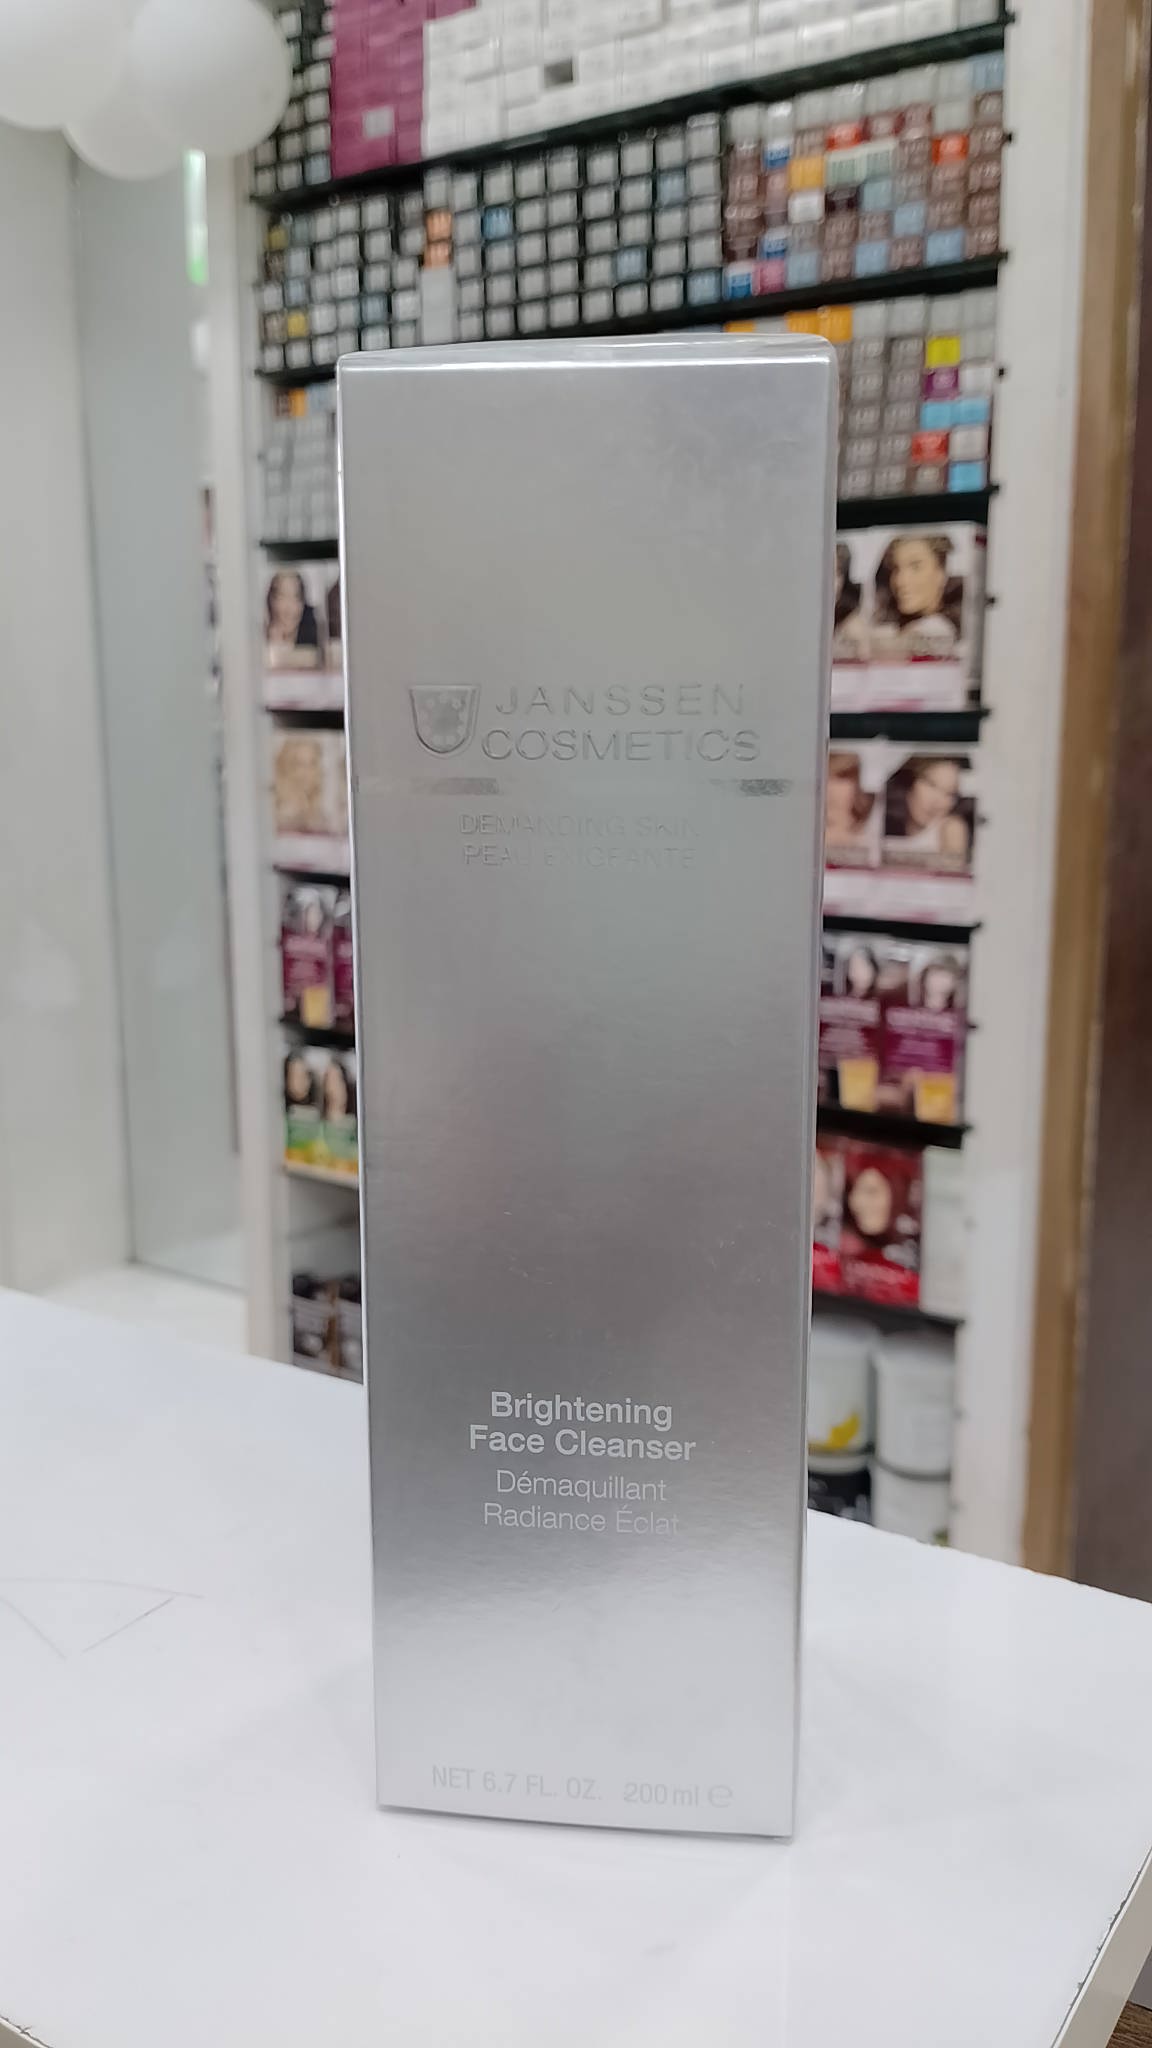 JANSSEN
COSMETICS
DEMANDING SKIN
PEAU EXIGEANTE
Brightening
Face Cleanser
Démaquillant
Radiance Éclat
NET 6.7 FL. OZ. 200 ml ℮